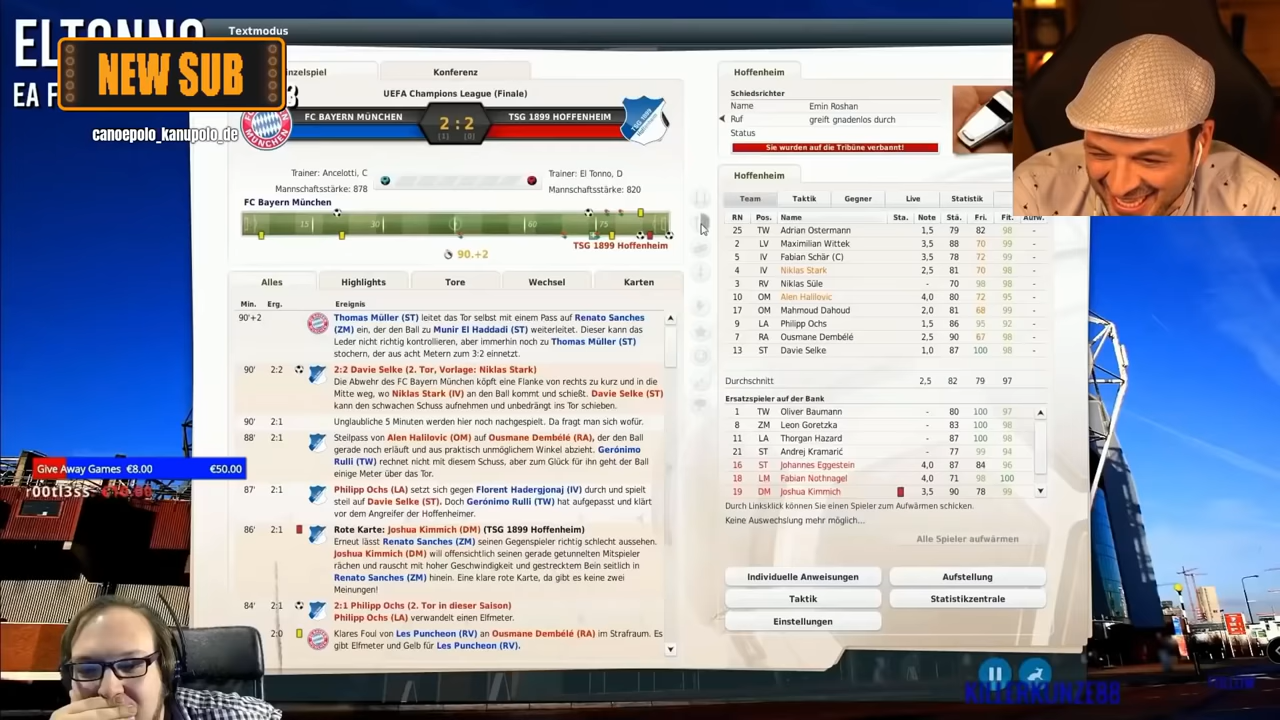 ELTONNO
EA F
NEW SUB
canoepolo_kanupolo_de
Textmodus
inzelspiel
Konferenz
UEFA Champions League (Finale)
FC BAYERN MÜNCHEN
2 : 2
TSG 1899 HOFFENHEIM
[1] [0]
Trainer: Ancelotti, C
Mannschaftsstärke: 878
Trainer: El Tonno, D
Mannschaftsstärke: 820
FC Bayern München
15 30 60 75
TSG 1899 Hoffenheim
90.+2
Alles Highlights Tore Wechsel Karten
Min. Erg. Ereignis
90'+2 Thomas Müller (ST) leitet das Tor selbst mit einem Pass auf Renato Sanches
(ZM) ein, der den Ball zu Munir El Haddadi (ST) weiterleitet. Dieser kann das
Leder nicht richtig kontrollieren, aber immerhin noch zu Thomas Müller (ST)
stochern, der aus acht Metern zum 3:2 einnetzt.
90' 2:2 2:2 Davie Selke (2. Tor, Vorlage: Niklas Stark)
Die Abwehr des FC Bayern München köpft eine Flanke von rechts zu kurz und in die
Mitte weg, wo Niklas Stark (IV) an den Ball kommt und schießt. Davie Selke (ST)
kann den schwachen Schuss aufnehmen und unbedrängt ins Tor schieben.
90' 2:1 Unglaubliche 5 Minuten werden hier noch nachgespielt. Da fragt man sich wofür.
88' 2:1 Steilpass von Alen Halilovic (OM) auf Ousmane Dembélé (RA), der den Ball
gerade noch erläuft und aus praktisch unmöglichem Winkel abzieht. Gerónimo
Rulli (TW) rechnet nicht mit diesem Schuss, aber zum Glück für ihn geht der Ball
einige Meter über das Tor.
87' 2:1 Philipp Ochs (LA) setzt sich gegen Florent Hadergjonaj (IV) durch und spielt
steil auf Davie Selke (ST). Doch Gerónimo Rulli (TW) hat aufgepasst und klärt
vor dem Angreifer der Hoffenheimer.
86' 2:1 Rote Karte: Joshua Kimmich (DM) (TSG 1899 Hoffenheim)
Erneut lässt Renato Sanches (ZM) seinen Gegenspieler richtig schlecht aussehen.
Joshua Kimmich (DM) will offensichtlich seinen gerade getunnelten Mitspieler
rächen und rauscht mit hoher Geschwindigkeit und gestrecktem Bein seitlich in
Renato Sanches (ZM) hinein. Eine klare rote Karte, da gibt es keine zwei
Meinungen!
84' 2:1 2:1 Philipp Ochs (2. Tor in dieser Saison)
Philipp Ochs (LA) verwandelt einen Elfmeter.
2:0 Klares Foul von Les Puncheon (RV) an Ousmane Dembélé (RA) im Strafraum. Es
gibt Elfmeter und Gelb für Les Puncheon (RV).
GIve Away Games €8.00 €50.00
r00tl3ss
Hoffenheim
Schiedsrichter
Name Emin Roshan
Ruf greift gnadenlos durch
Status
Sie wurden auf die Tribüne verbannt!
Hoffenheim
Team Taktik Gegner Live Statistik
RN Pos. Name Sta. Note Stä. Fri. Fit. Aufw.
25 TW Adrian Ostermann 1,5 79 82 98 -
2 LV Maximilian Wittek 3,5 88 70 99 -
5 IV Fabian Schär (C) 3,5 78 72 99 -
4 IV Niklas Stark 2,5 81 70 98 -
3 RV Niklas Süle - 70 98 98 -
10 OM Alen Halilovic 4,0 80 72 95 -
17 OM Mahmoud Dahoud 2,0 81 68 99 -
9 LA Philipp Ochs 1,5 86 95 92 -
7 RA Ousmane Dembélé 2,5 90 67 98 -
13 ST Davie Selke 1,0 87 100 98 -
Durchschnitt 2,5 82 79 97
Ersatzspieler auf der Bank
1 TW Oliver Baumann - 80 100 97
8 ZM Leon Goretzka - 83 100 98
11 LA Thorgan Hazard - 87 100 98
21 ST Andrej Kramarić - 77 99 94
16 ST Johannes Eggestein 4,0 87 84 96
18 LM Fabian Nothnagel 4,0 71 98 100
19 DM Joshua Kimmich 3,5 90 78 99
Durch Linksklick können Sie einen Spieler zum Aufwärmen schicken.
Keine Auswechslung mehr möglich...
Alle Spieler aufwärmen
Individuelle Anweisungen Aufstellung
Taktik Statistikzentrale
Einstellungen
KILLERKUNZE88